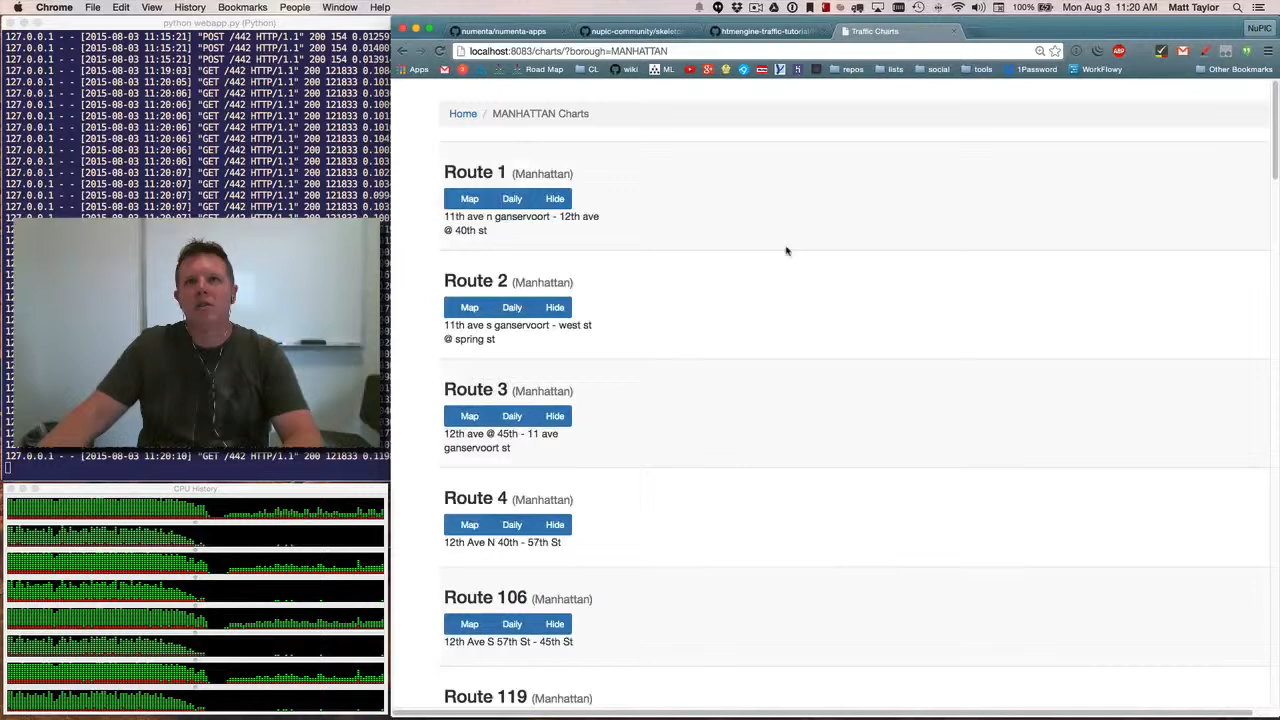 Chrome File Edit View History Bookmarks People Window Help
100% Mon Aug 3 11:20 AM Matt Taylor
python webapp.py (Python)
127.0.0.1 - - [2015-08-03 11:15:21] "POST /442 HTTP/1.1" 200 154 0.01259
127.0.0.1 - - [2015-08-03 11:15:21] "POST /442 HTTP/1.1" 200 154 0.01400
127.0.0.1 - - [2015-08-03 11:15:21] "POST /442 HTTP/1.1" 200 154 0.01391
127.0.0.1 - - [2015-08-03 11:19:03] "GET /442 HTTP/1.1" 200 121833 0.108
127.0.0.1 - - [2015-08-03 11:20:05] "GET /442 HTTP/1.1" 200 121833 0.103
127.0.0.1 - - [2015-08-03 11:20:06] "GET /442 HTTP/1.1" 200 121833 0.103
127.0.0.1 - - [2015-08-03 11:20:06] "GET /442 HTTP/1.1" 200 121833 0.100
127.0.0.1 - - [2015-08-03 11:20:06] "GET /442 HTTP/1.1" 200 121833 0.101
127.0.0.1 - - [2015-08-03 11:20:06] "GET /442 HTTP/1.1" 200 121833 0.101
127.0.0.1 - - [2015-08-03 11:20:06] "GET /442 HTTP/1.1" 200 121833 0.104
127.0.0.1 - - [2015-08-03 11:20:06] "GET /442 HTTP/1.1" 200 121833 0.103
127.0.0.1 - - [2015-08-03 11:20:07] "GET /442 HTTP/1.1" 200 121833 0.102
127.0.0.1 - - [2015-08-03 11:20:07] "GET /442 HTTP/1.1" 200 121833 0.103
127.0.0.1 - - [2015-08-03 11:20:07] "GET /442 HTTP/1.1" 200 121833 0.099
127.0.0.1 - - [2015-08-03 11:20:07] "GET /442 HTTP/1.1" 200 121833
127.0.0.1 - - [2015-08-03 11:20:10] "GET /442 HTTP/1.1" 200 121833 0.119
CPU History
numenta/numenta-apps
nupic-community/skeleto
htmengine-traffic-tutorial/
Traffic Charts
NuPIC
localhost:8083/charts/?borough=MANHATTAN
Apps Road Map CL wiki ML repos lists social tools 1Password WorkFlowy Other Bookmarks
Home / MANHATTAN Charts
Route 1 (Manhattan)
Map Daily Hide
11th ave n ganservoort - 12th ave
@ 40th st
Route 2 (Manhattan)
Map Daily Hide
11th ave s ganservoort - west st
@ spring st
Route 3 (Manhattan)
Map Daily Hide
12th ave @ 45th - 11 ave
ganservoort st
Route 4 (Manhattan)
Map Daily Hide
12th Ave N 40th - 57th St
Route 106 (Manhattan)
Map Daily Hide
12th Ave S 57th St - 45th St
Route 119 (Manhattan)